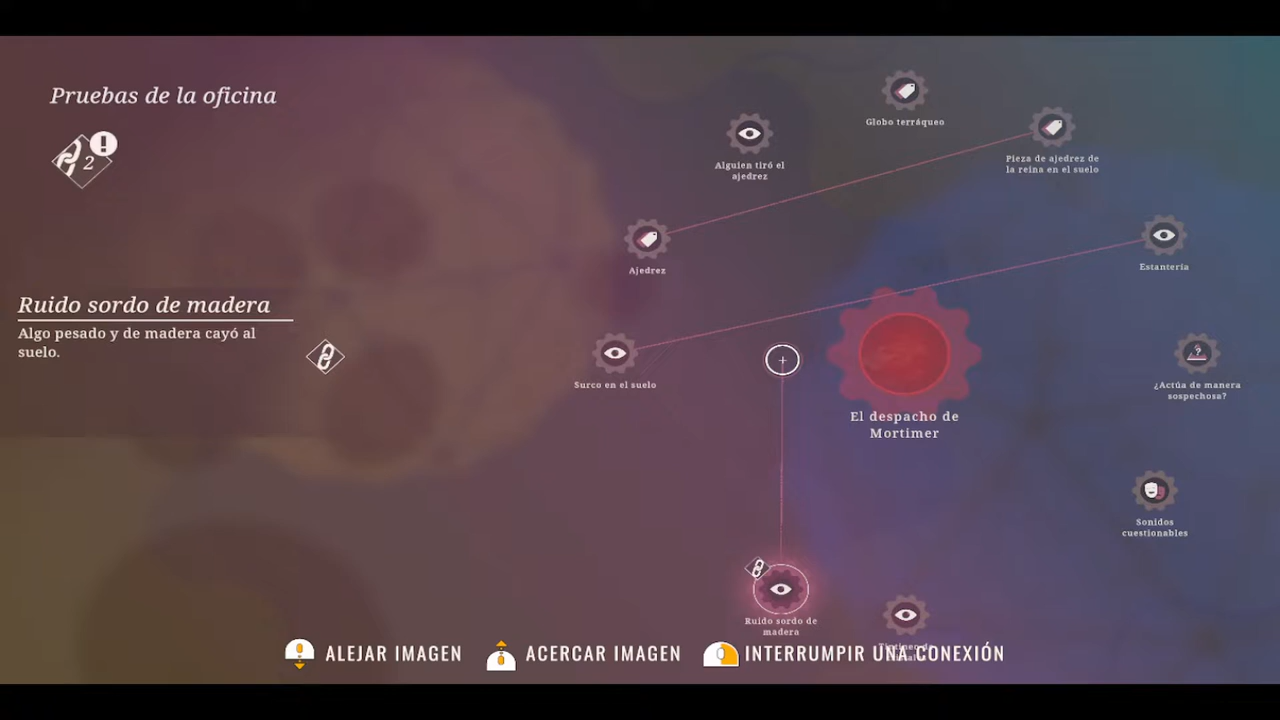 Pruebas de la oficina
2
Globo terráqueo
Alguien tiró el
ajedrez
Pieza de ajedrez de
la reina en el suelo
Ajedrez
Estantería
Ruido sordo de madera
Algo pesado y de madera cayó al
suelo.
Surco en el suelo
¿Actúa de manera
sospechosa?
El despacho de
Mortimer
Sonidos
cuestionables
Ruido sordo de
madera
ALEJAR IMAGEN
ACERCAR IMAGEN
INTERRUMPIR UNA CONEXIÓN